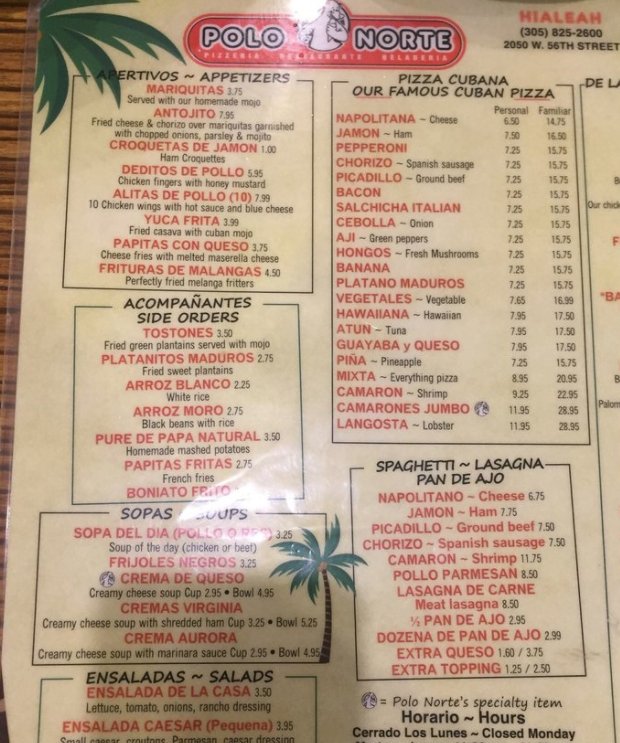 HIALEAH
(305) 825-2600
2050 W. 56TH STREET
POLO NORTE
PIZZERIA · RESTAURANTE · HELADERIA
APERTIVOS ~ APPETIZERS
MARIQUITAS 3.75
Served with our homemade mojo
ANTOJITO 7.95
Fried cheese & chorizo over mariquitas garnished
with chopped onions, parsley & mojito
CROQUETAS DE JAMON 1.00
Ham Croquettes
DEDITOS DE POLLO 5.95
Chicken fingers with honey mustard
ALITAS DE POLLO (10) 7.99
10 Chicken wings with hot sauce and blue cheese
YUCA FRITA 3.99
Fried casava with cuban mojo
PAPITAS CON QUESO 3.75
Cheese fries with melted maserella cheese
FRITURAS DE MALANGAS 4.50
Perfectly fried melanga fritters
ACOMPAÑANTES
SIDE ORDERS
TOSTONES 3.50
Fried green plantains served with mojo
PLATANITOS MADUROS 2.75
Fried sweet plantains
ARROZ BLANCO 2.25
White rice
ARROZ MORO 2.75
Black beans with rice
PURE DE PAPA NATURAL 3.50
Homemade mashed potatoes
PAPITAS FRITAS 2.75
French fries
BONIATO FRITO
SOPAS ~ SOUPS
SOPA DEL DIA (POLLO O RES) 3.25
Soup of the day (chicken or beef)
FRIJOLES NEGROS 3.25
CREMA DE QUESO
Creamy cheese soup Cup 2.95 • Bowl 4.95
CREMAS VIRGINIA
Creamy cheese soup with shredded ham Cup 3.25 • Bowl 5.25
CREMA AURORA
Creamy cheese soup with marinara sauce Cup 2.95 • Bowl 4.95
ENSALADAS ~ SALADS
ENSALADA DE LA CASA 3.50
Lettuce, tomato, onions, rancho dressing
ENSALADA CAESAR (Pequena) 3.95
Small caesar, croutons, Parmesan, caesar dressing
PIZZA CUBANA
OUR FAMOUS CUBAN PIZZA
Personal Familiar
NAPOLITANA ~ Cheese 6.50 14.75
JAMON ~ Ham 7.50 16.50
PEPPERONI 7.25 15.75
CHORIZO ~ Spanish sausage 7.25 15.75
PICADILLO ~ Ground beef 7.25 15.75
BACON 7.25 15.75
SALCHICHA ITALIAN 7.25 15.75
CEBOLLA ~ Onion 7.25 15.75
AJI ~ Green peppers 7.25 15.75
HONGOS ~ Fresh Mushrooms 7.25 15.75
BANANA 7.25 15.75
PLATANO MADUROS 7.25 15.75
VEGETALES ~ Vegetable 7.65 16.99
HAWAIIANA ~ Hawaiian 7.95 17.50
ATUN ~ Tuna 7.95 17.50
GUAYABA y QUESO 7.95 17.50
PIÑA ~ Pineapple 7.25 15.75
MIXTA ~ Everything pizza 8.95 20.95
CAMARON ~ Shrimp 9.25 22.95
CAMARONES JUMBO 11.95 28.95
LANGOSTA ~ Lobster 11.95 28.95
SPAGHETTI ~ LASAGNA
PAN DE AJO
NAPOLITANO ~ Cheese 6.75
JAMON ~ Ham 7.75
PICADILLO ~ Ground beef 7.50
CHORIZO ~ Spanish sausage 7.50
CAMARON ~ Shrimp 11.75
POLLO PARMESAN 8.50
LASAGNA DE CARNE
Meat lasagna 8.50
½ PAN DE AJO 2.95
DOZENA DE PAN DE AJO 2.99
EXTRA QUESO 1.60 / 3.75
EXTRA TOPPING 1.25 / 2.50
= Polo Norte's specialty item
Horario ~ Hours
Cerrado Los Lunes ~ Closed Monday
DE LA
Our chick
"BA
Palom